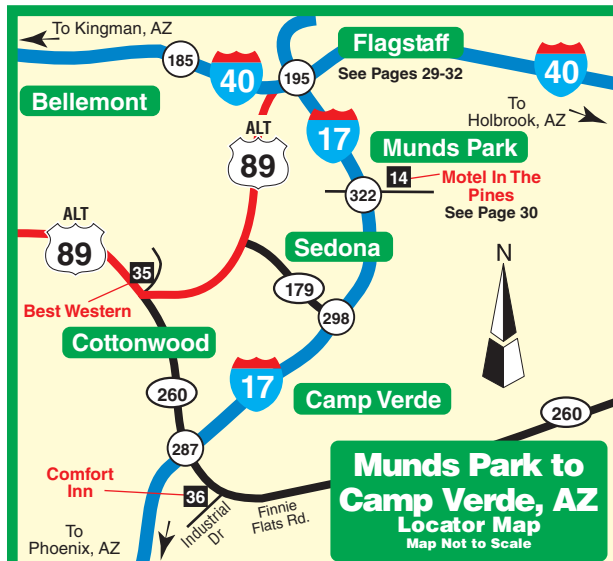 To Kingman, AZ
185
40
Bellemont
195
Flagstaff
See Pages 29-32
40
To
Holbrook, AZ
17
ALT
89
Munds Park
14
Motel In The
Pines
See Page 30
322
ALT
89
35
Best Western
Sedona
179
298
N
Cottonwood
260
17
Camp Verde
260
287
Comfort
Inn
36
Industrial
Dr
Finnie
Flats Rd.
To
Phoenix, AZ
Munds Park to
Camp Verde, AZ
Locator Map
Map Not to Scale